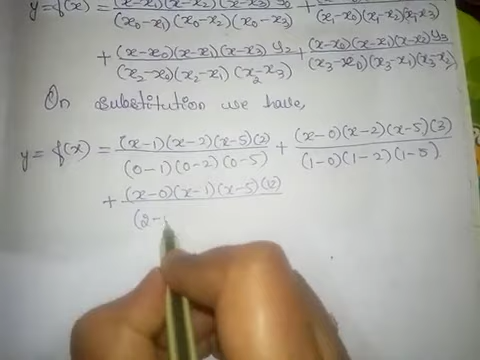 y=f(x) = (x-x1)(x-x2)(x-x3) y0 / (x0-x1)(x0-x2)(x0-x3) + / (x1-x0)(x1-x2)(x1-x3)
+ (x-x0)(x-x1)(x-x3) y2 / (x2-x0)(x2-x1)(x2-x3) + (x-x0)(x-x1)(x-x2) y3 / (x3-x0)(x3-x1)(x3-x2)
On substitution we have,
y = f(x) = (x-1)(x-2)(x-5)(2) / (0-1)(0-2)(0-5) + (x-0)(x-2)(x-5)(3) / (1-0)(1-2)(1-5)
+ (x-0)(x-1)(x-5)(12) / (2-